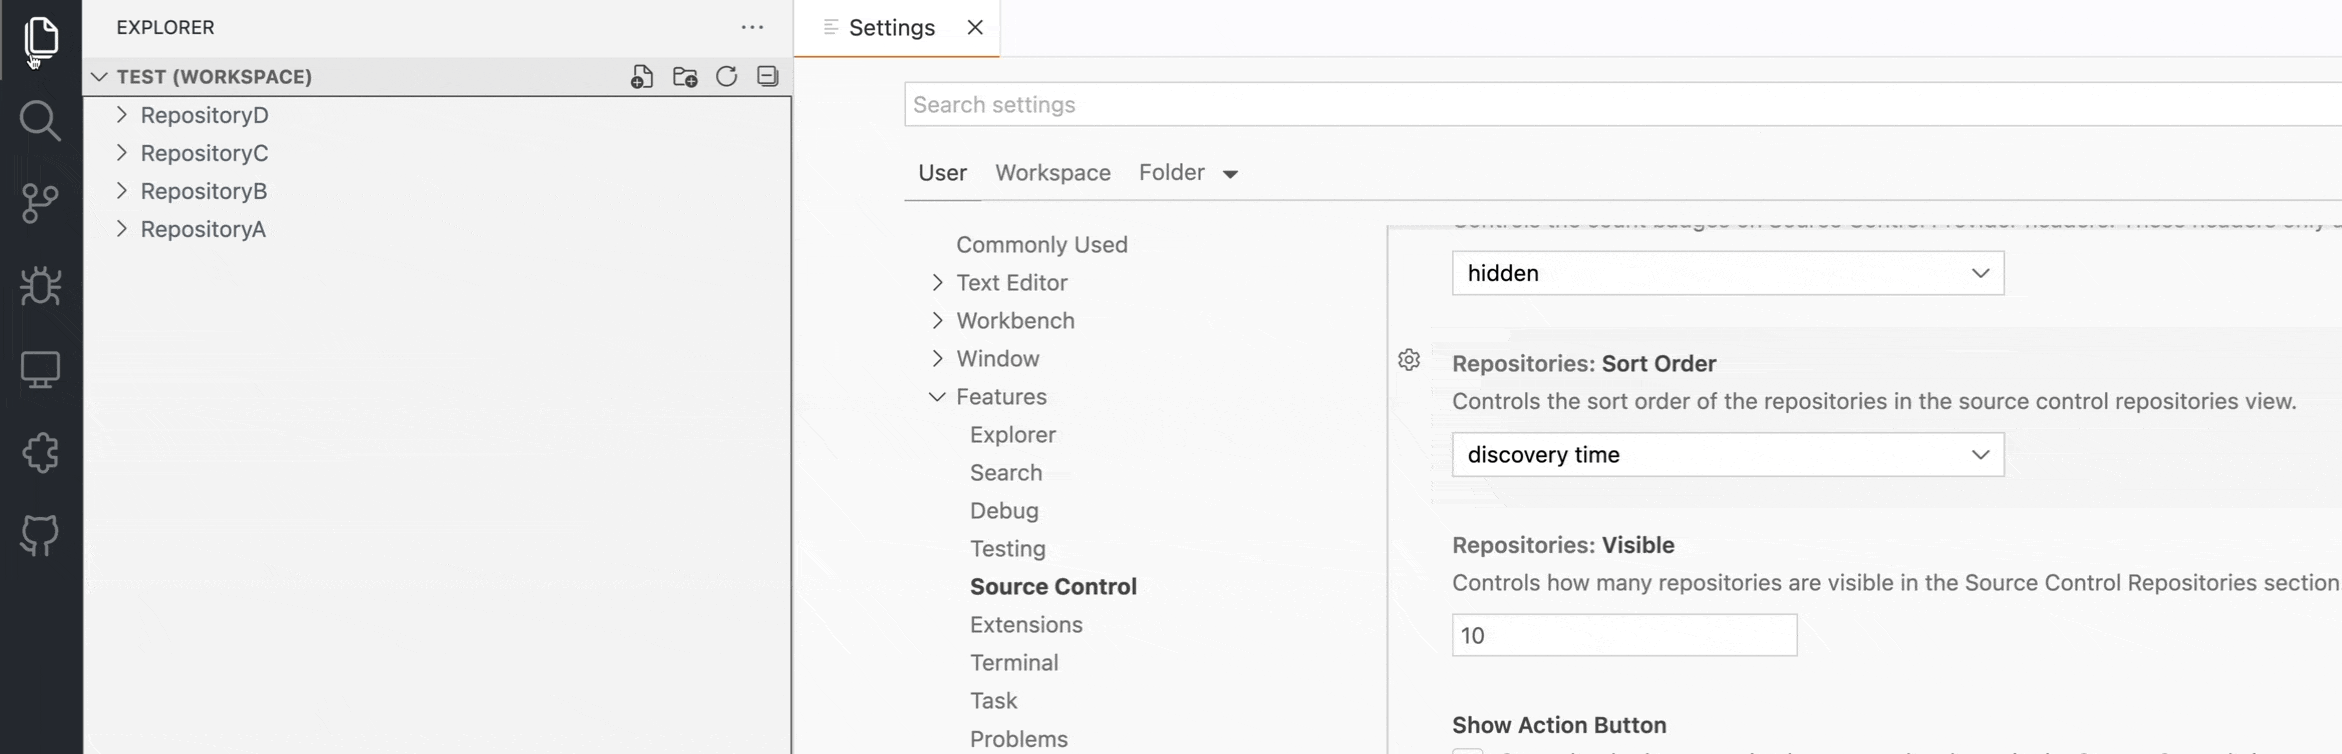 EXPLORER
TEST (WORKSPACE)
RepositoryD
RepositoryC
RepositoryB
RepositoryA
Settings
Search settings
User Workspace Folder
Commonly Used
Text Editor
Workbench
Window
Features
Explorer
Search
Debug
Testing
Source Control
Extensions
Terminal
Task
Problems
hidden
Repositories: Sort Order
Controls the sort order of the repositories in the source control repositories view.
discovery time
Repositories: Visible
Controls how many repositories are visible in the Source Control Repositories section
10
Show Action Button